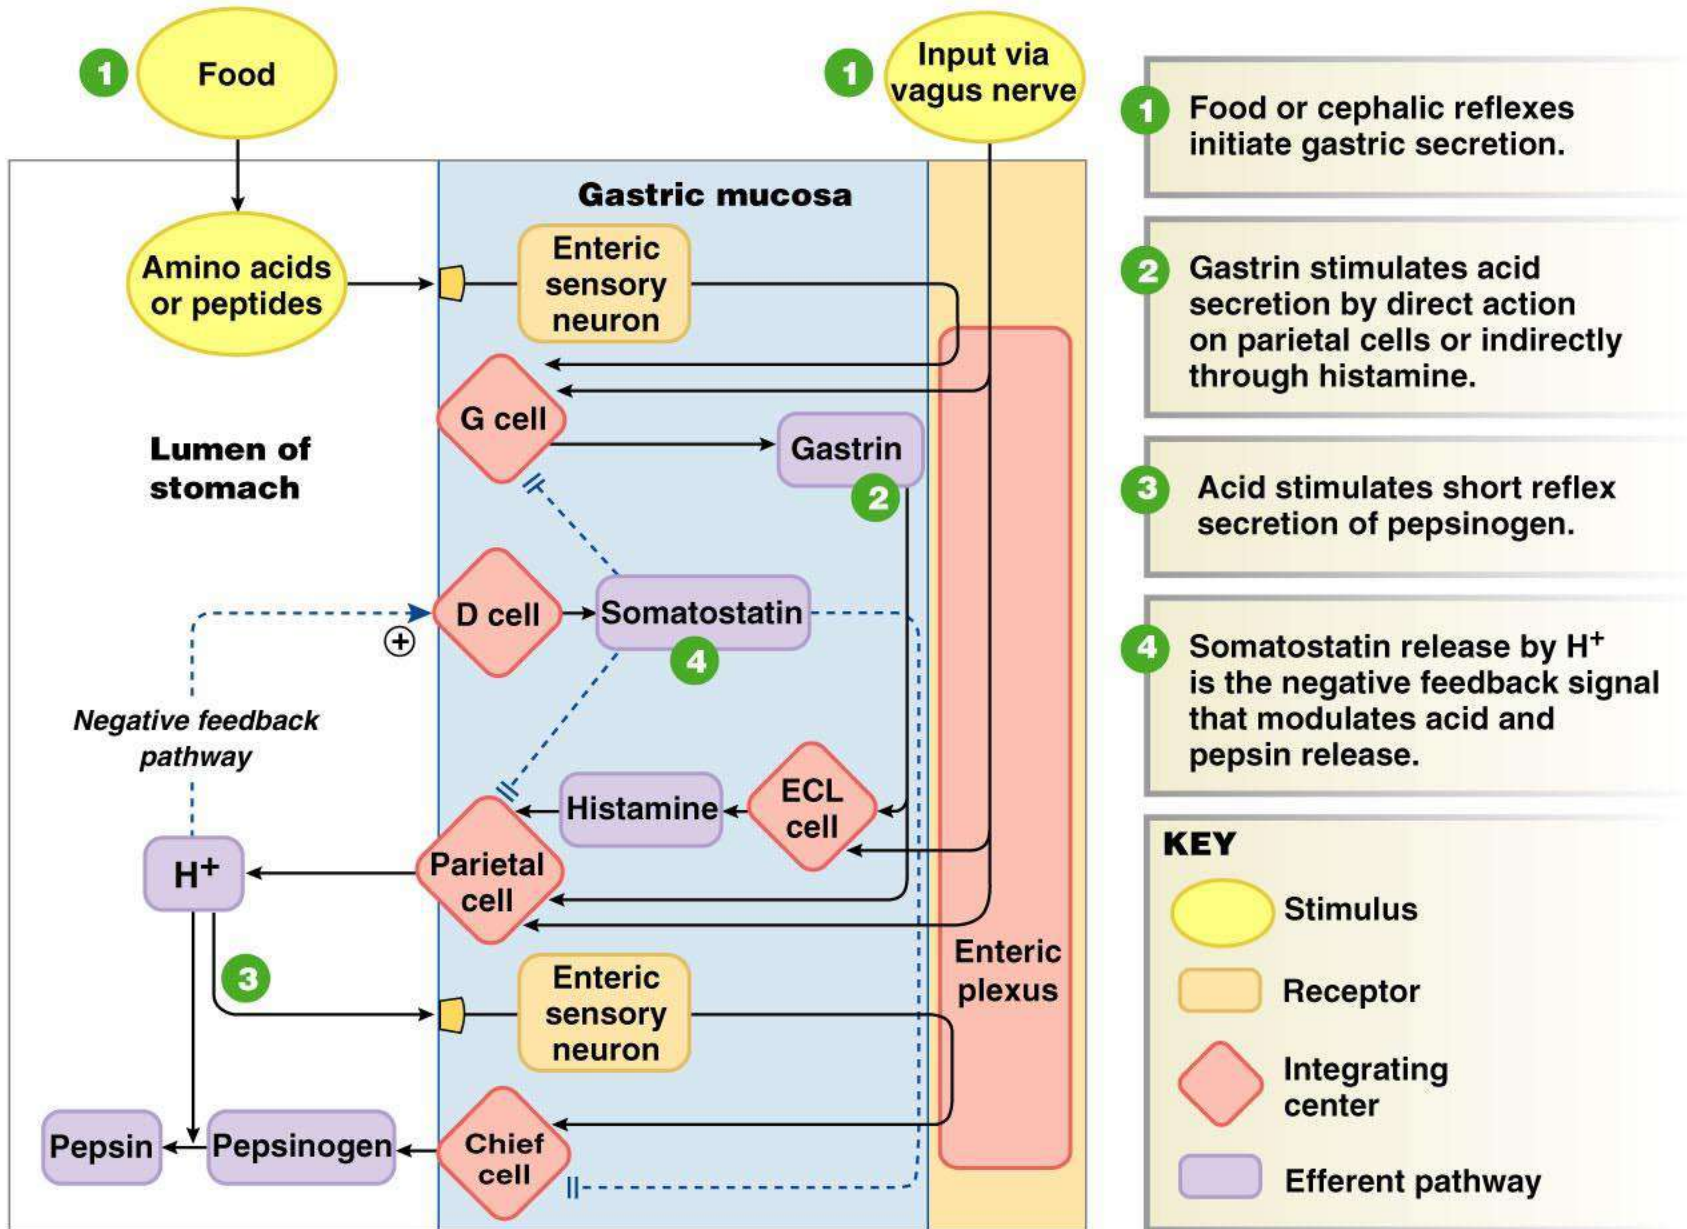 1
Food
1
Input via
vagus nerve
Gastric mucosa
Amino acids
or peptides
Enteric
sensory
neuron
G cell
Gastrin
2
Lumen of
stomach
D cell
Somatostatin
4
+
Negative feedback
pathway
Histamine
ECL
cell
Parietal
cell
H+
3
Enteric
sensory
neuron
Enteric
plexus
Pepsin
Pepsinogen
Chief
cell
1
Food or cephalic reflexes
initiate gastric secretion.
2
Gastrin stimulates acid
secretion by direct action
on parietal cells or indirectly
through histamine.
3
Acid stimulates short reflex
secretion of pepsinogen.
4
Somatostatin release by H+
is the negative feedback signal
that modulates acid and
pepsin release.
KEY
Stimulus
Receptor
Integrating
center
Efferent pathway